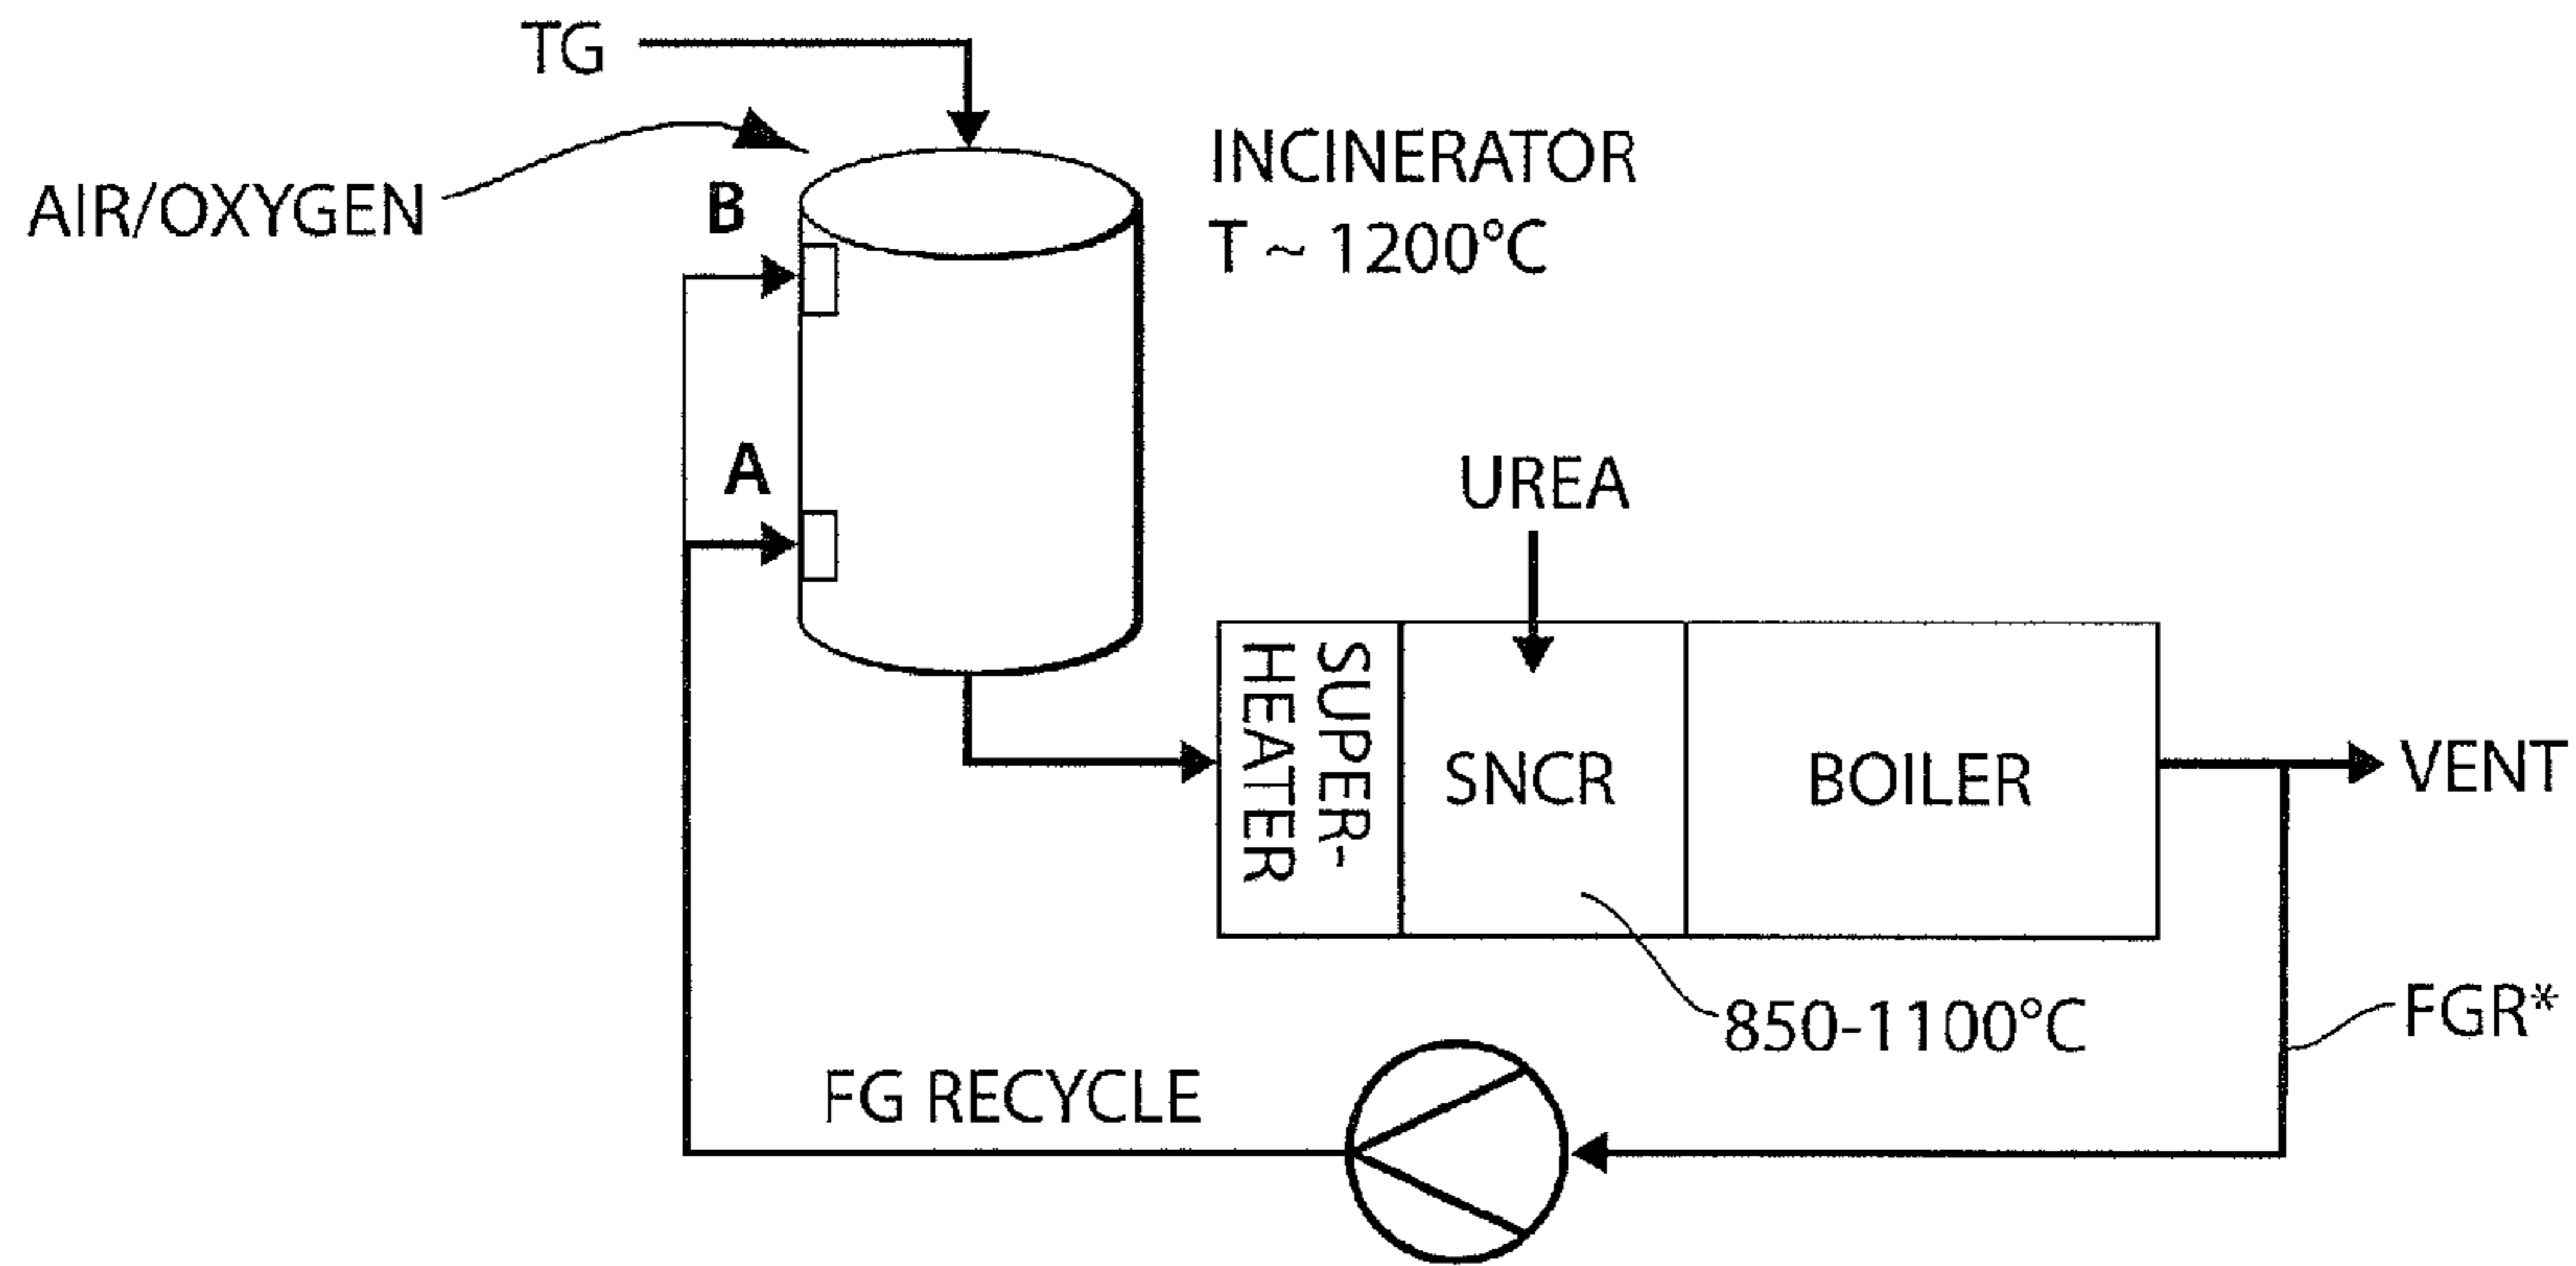 TG
AIR/OXYGEN
B
INCINERATOR
T ~ 1200°C
A
UREA
SUPER-
HEATER
SNCR
BOILER
VENT
850-1100°C
FGR*
FG RECYCLE